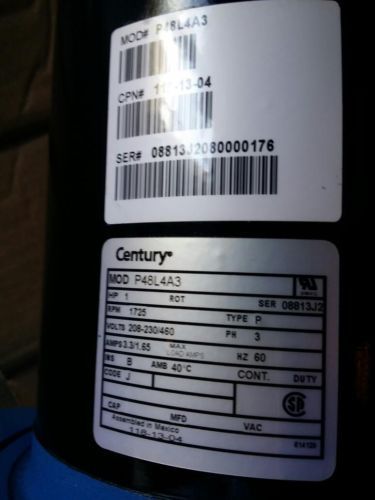 MOD# P48L4A3
CPN# 118-13-04
SER# 08813J2080000176
Century®
MOD P48L4A3
HP 1 ROT SER 08813J2
RPM 1725 TYPE P
VOLTS 208-230/460 PH 3
AMPS 3.3/1.65 MAX LOAD AMPS HZ 60
INS B AMB 40°C CONT. DUTY
CODE J
CAP MFD VAC
Assembled in Mexico
118-13-04